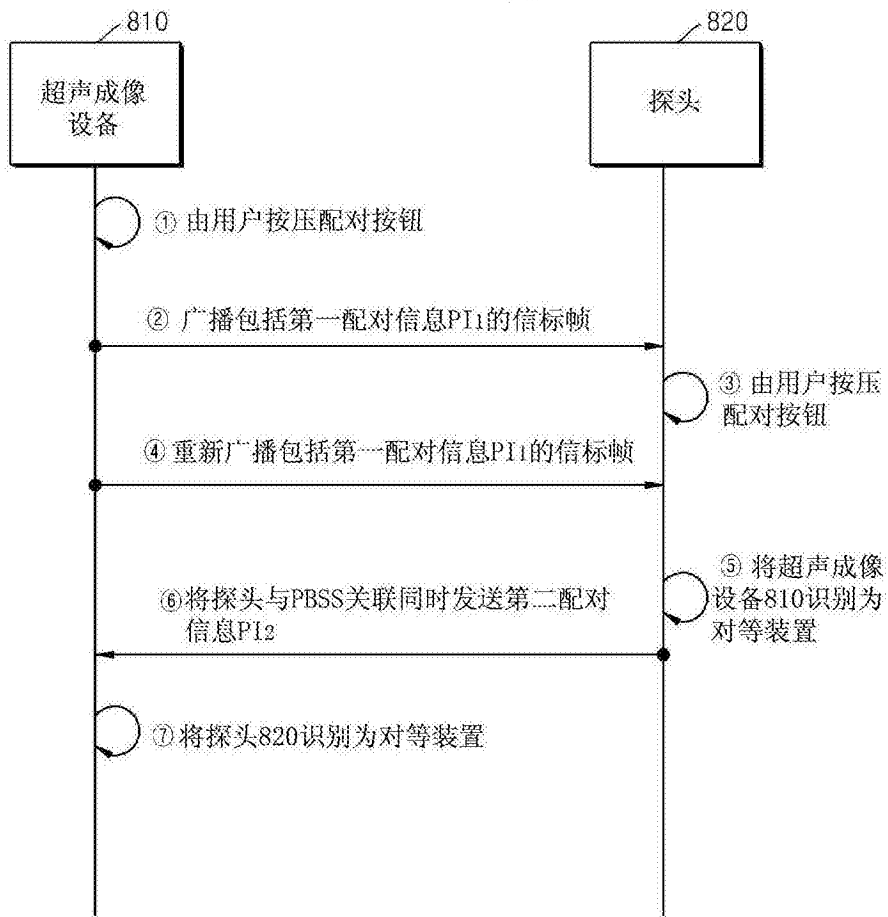 810
820
超声成像
设备
探头
① 由用户按压配对按钮
② 广播包括第一配对信息PI1的信标帧
③ 由用户按压
配对按钮
④ 重新广播包括第一配对信息PI1的信标帧
⑤ 将超声成像
设备810识别为
对等装置
⑥将探头与PBSS关联同时发送第二配对
信息PI2
⑦将探头820识别为对等装置